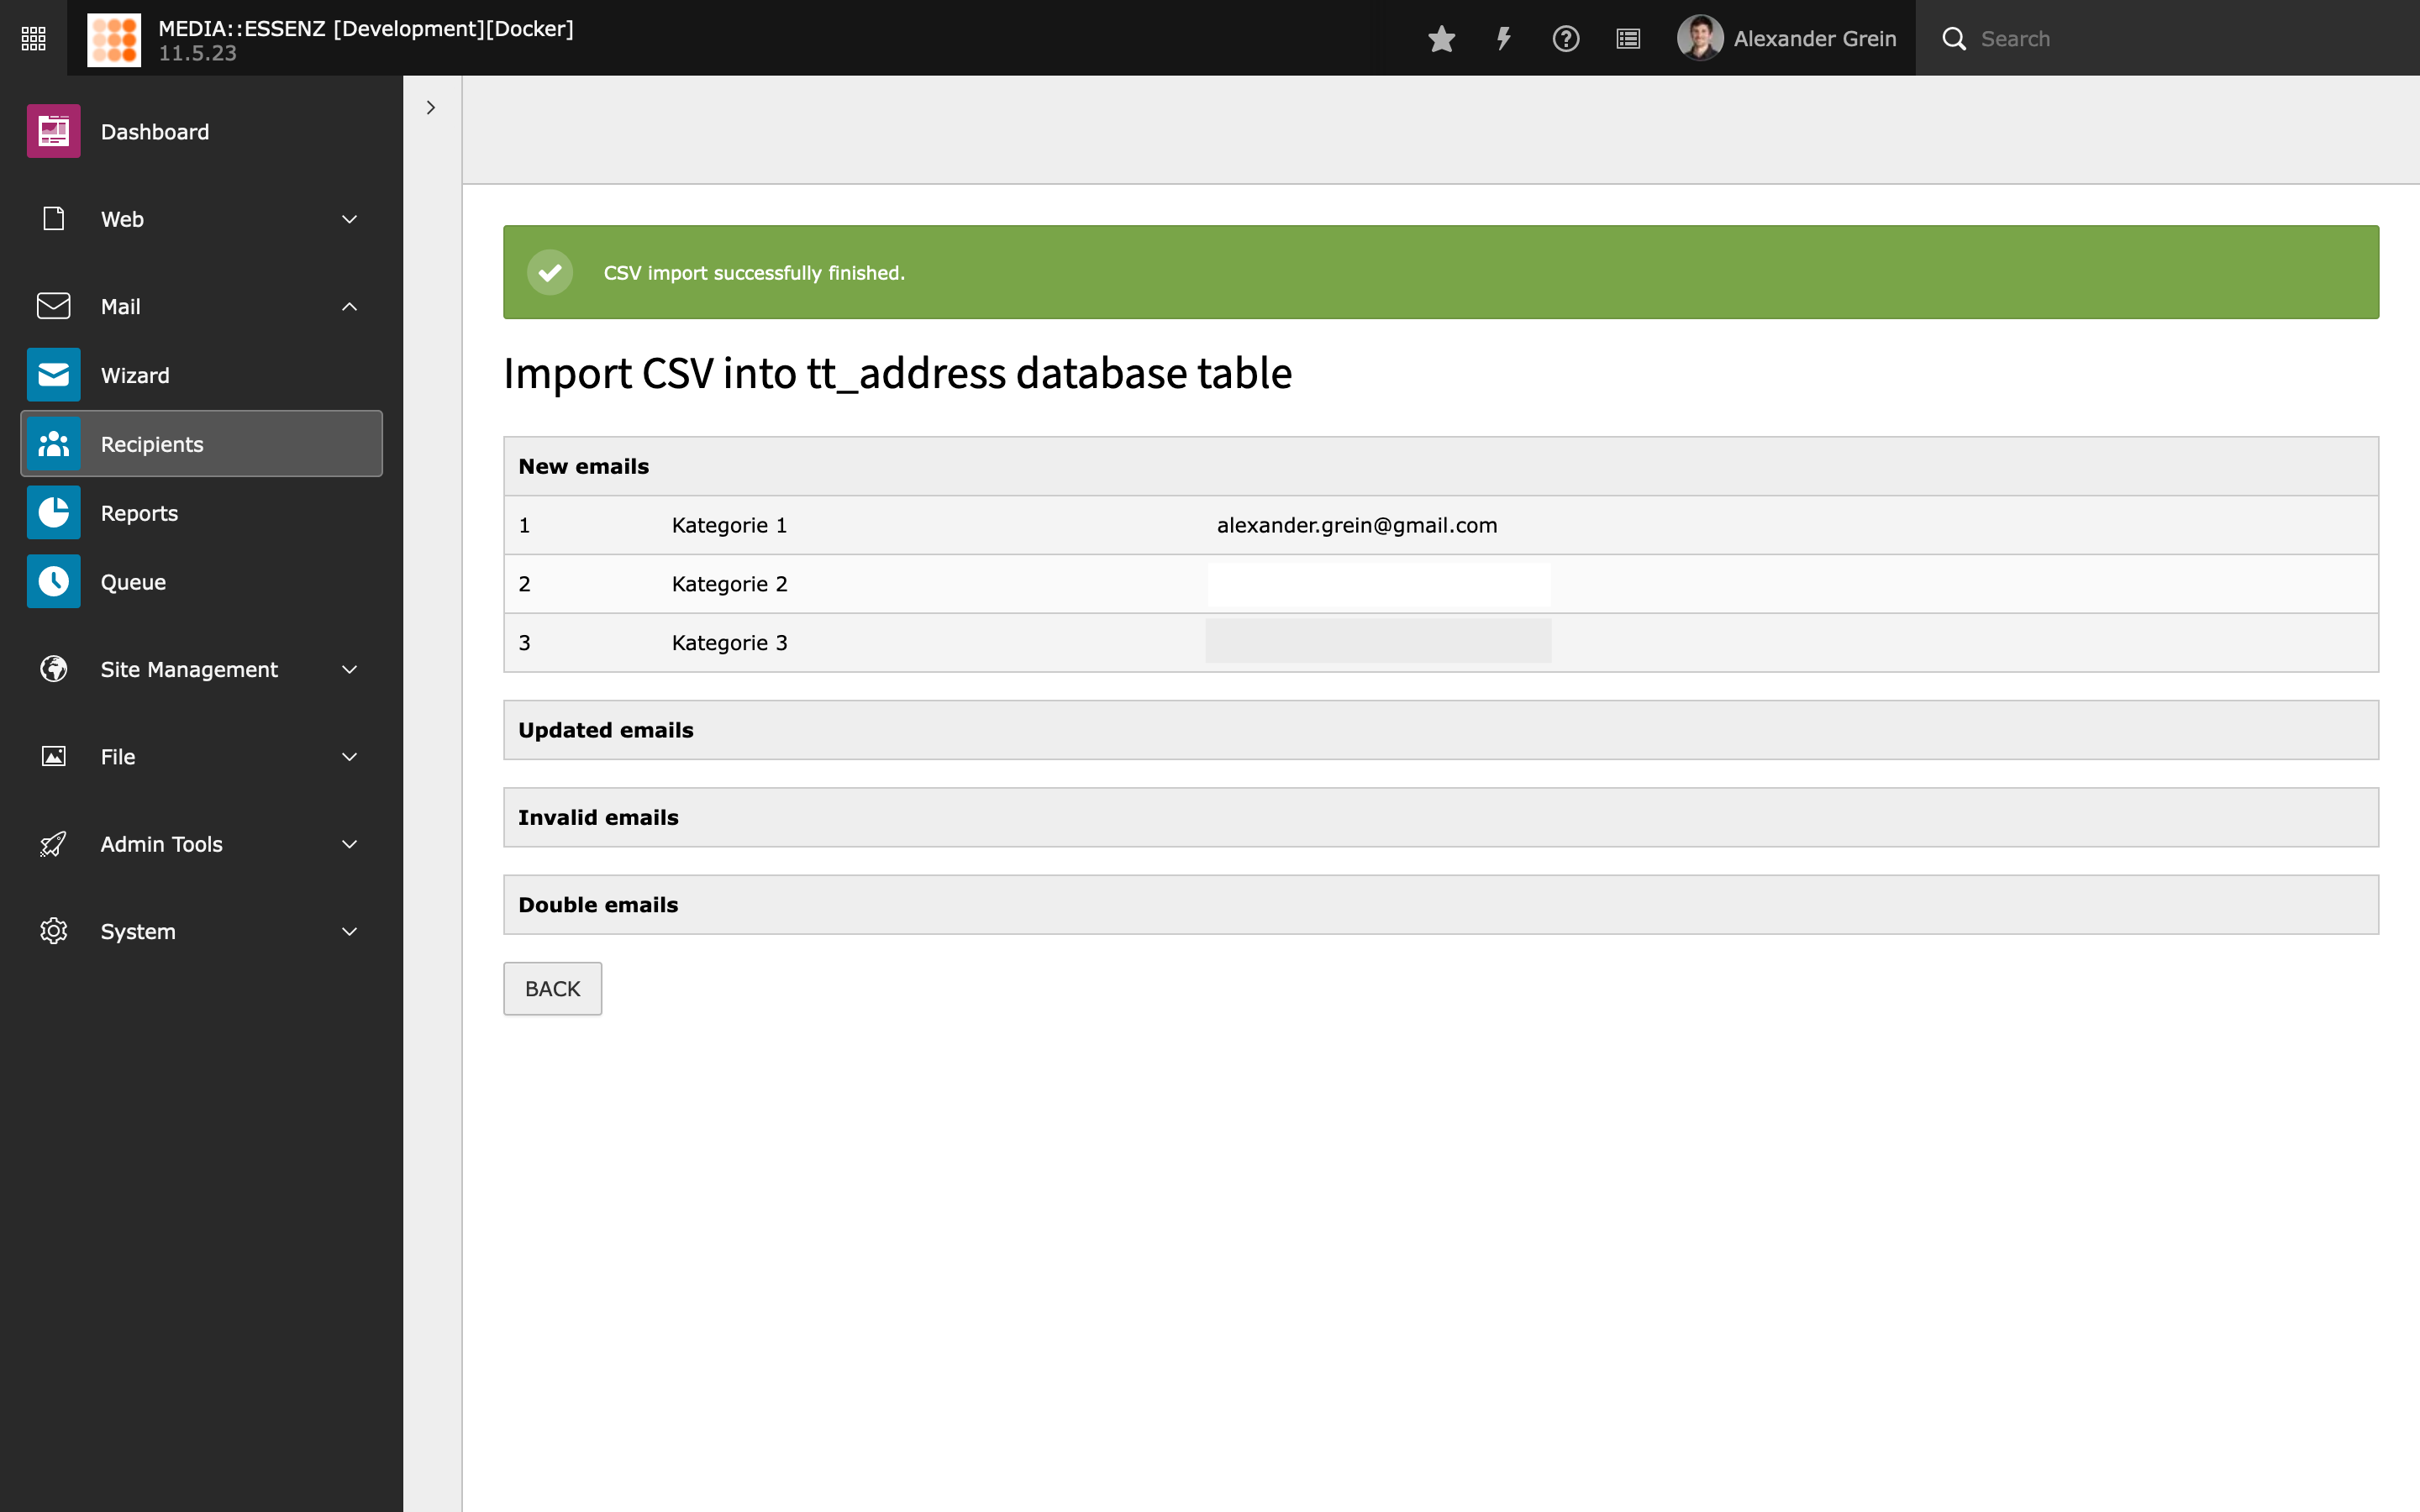 MEDIA::ESSENZ [Development][Docker]
11.5.23
Alexander Grein
Search
Dashboard
Web
Mail
Wizard
Recipients
Reports
Queue
Site Management
File
Admin Tools
System
CSV import successfully finished.
Import CSV into tt_address database table
New emails
1 Kategorie 1 alexander.grein@gmail.com
2 Kategorie 2
3 Kategorie 3
Updated emails
Invalid emails
Double emails
BACK